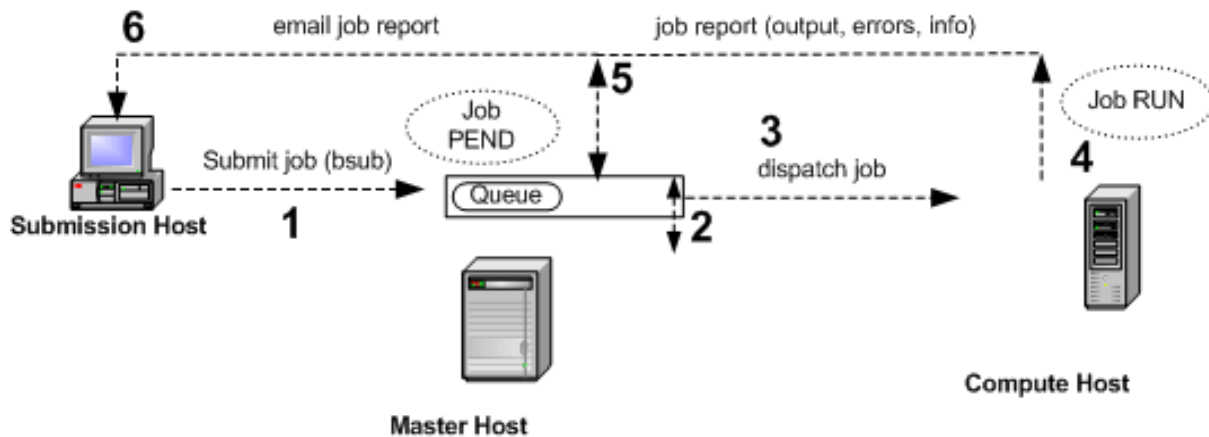 6
email job report
job report (output, errors, info)
5
Job
PEND
Job RUN
3
4
Submit job (bsub)
dispatch job
Queue
Submission Host
1
2
Compute Host
Master Host